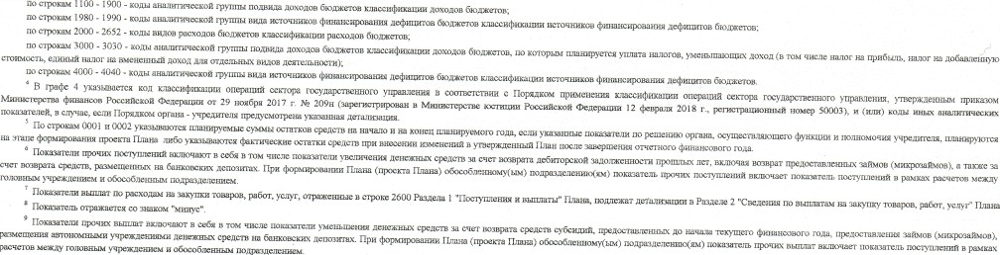 по строкам 1100 - 1900 - коды аналитической группы подвида доходов бюджетов классификации доходов бюджетов;
по строкам 1980 - 1990 - коды аналитической группы вида источников финансирования дефицитов бюджетов классификации источников финансирования дефицитов бюджетов;
по строкам 2000 - 2652 - коды видов расходов бюджетов классификации расходов бюджетов;
по строкам 3000 - 3030 - коды аналитической группы подвида доходов бюджетов классификации доходов бюджетов, по которым планируется уплата налогов, уменьшающих доход (в том числе налог на прибыль, налог на добавленную
стоимость, единый налог на вмененный доход для отдельных видов деятельности);
по строкам 4000 - 4040 - коды аналитической группы вида источников финансирования дефицитов бюджетов классификации источников финансирования дефицитов бюджетов.
4 В графе 4 указывается код классификации операций сектора государственного управления в соответствии с Порядком применения классификации операций сектора государственного управления, утвержденным приказом
Министерства финансов Российской Федерации от 29 ноября 2017 г. № 209н (зарегистрирован в Министерстве юстиции Российской Федерации 12 февраля 2018 г., регистрационный номер 50003), и (или) коды иных аналитических
показателей, в случае, если Порядком органа - учредителя предусмотрена указанная детализация.
5 По строкам 0001 и 0002 указываются планируемые суммы остатков средств на начало и на конец планируемого года, если указанные показатели по решению органа, осуществляющего функции и полномочия учредителя, планируются
на этапе формирования проекта Плана либо указываются фактические остатки средств при внесении изменений в утвержденный План после завершения отчетного финансового года.
6 Показатели прочих поступлений включают в себя в том числе показатели увеличения денежных средств за счет возврата дебиторской задолженности прошлых лет, включая возврат предоставленных займов (микрозаймов), а также за
счет возврата средств, размещенных на банковских депозитах. При формировании Плана (проекта Плана) обособленному(ым) подразделению(ям) показатель прочих поступлений включает показатель поступлений в рамках расчетов между
головным учреждением и обособленным подразделением.
7 Показатели выплат по расходам на закупки товаров, работ, услуг, отраженные в строке 2600 Раздела 1 "Поступления и выплаты" Плана, подлежат детализации в Разделе 2 "Сведения по выплатам на закупку товаров, работ, услуг" Плана
8 Показатель отражается со знаком "минус".
9 Показатели прочих выплат включают в себя в том числе показатели уменьшения денежных средств за счет возврата средств субсидий, предоставленных до начала текущего финансового года, предоставления займов (микрозаймов),
размещения автономными учреждениями денежных средств на банковских депозитах. При формировании Плана (проекта Плана) обособленному(ым) подразделению(ям) показатель прочих выплат включает показатель поступлений в рамках
расчетов между головным учреждением и обособленным подразделением.